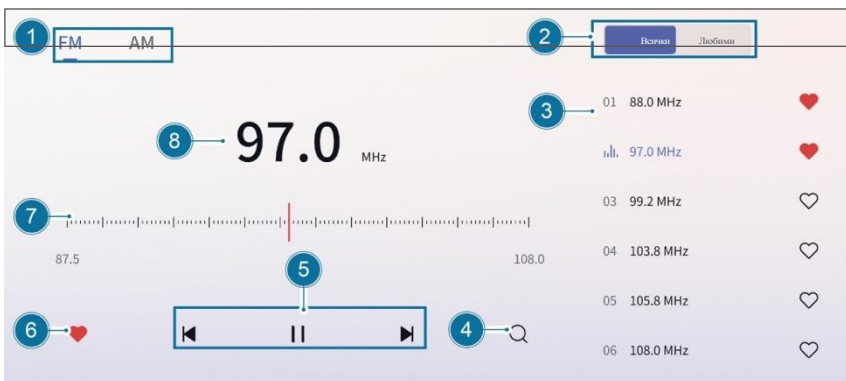 1
FM AM
2
Всички Любими
3
01 88.0 MHz
97.0 MHz
03 99.2 MHz
04 103.8 MHz
05 105.8 MHz
06 108.0 MHz
8
97.0 MHz
7
87.5 108.0
5
6
4